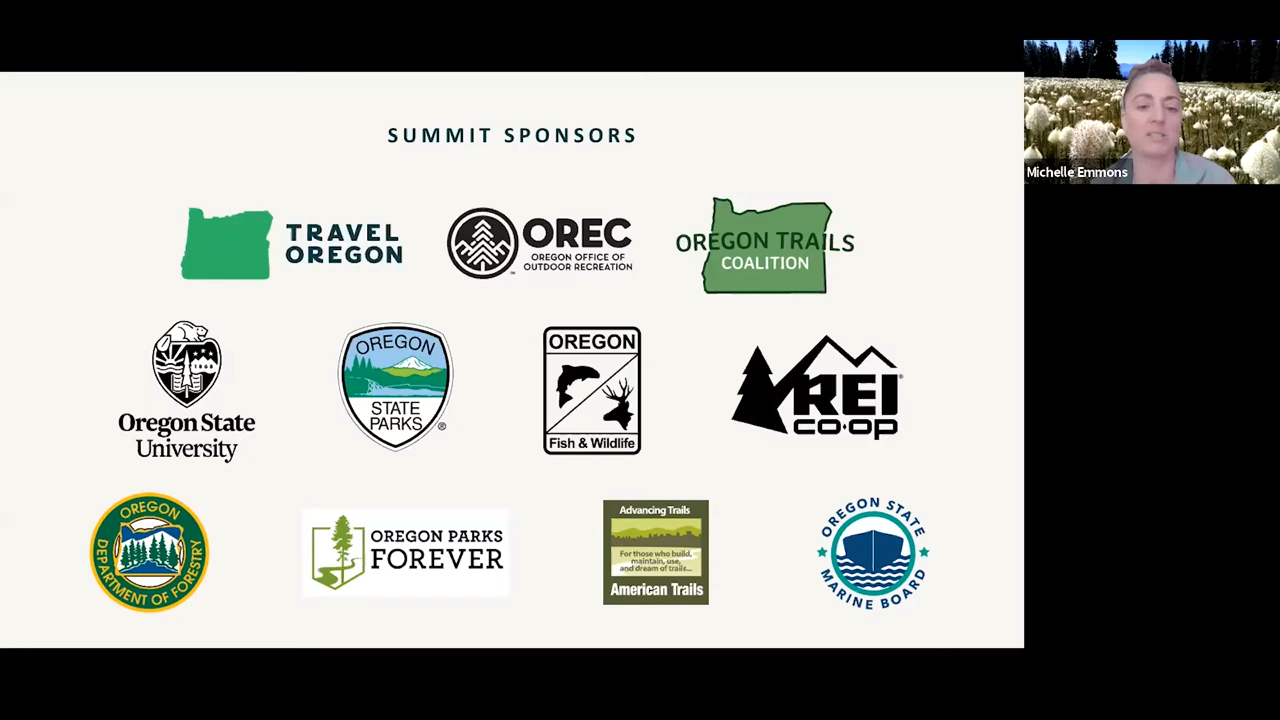 SUMMIT SPONSORS
TRAVEL
OREGON
OREC
OREGON OFFICE OF
OUTDOOR RECREATION
OREGON TRAILS
COALITION
Oregon State
University
OREGON
STATE
PARKS
®
OREGON
Fish & Wildlife
REI
®
CO·OP
OREGON
DEPARTMENT OF FORESTRY
OREGON PARKS
FOREVER
Advancing Trails
For those who build,
maintain, use,
and dream of trails...
American Trails
OREGON STATE
MARINE BOARD
Michelle Emmons